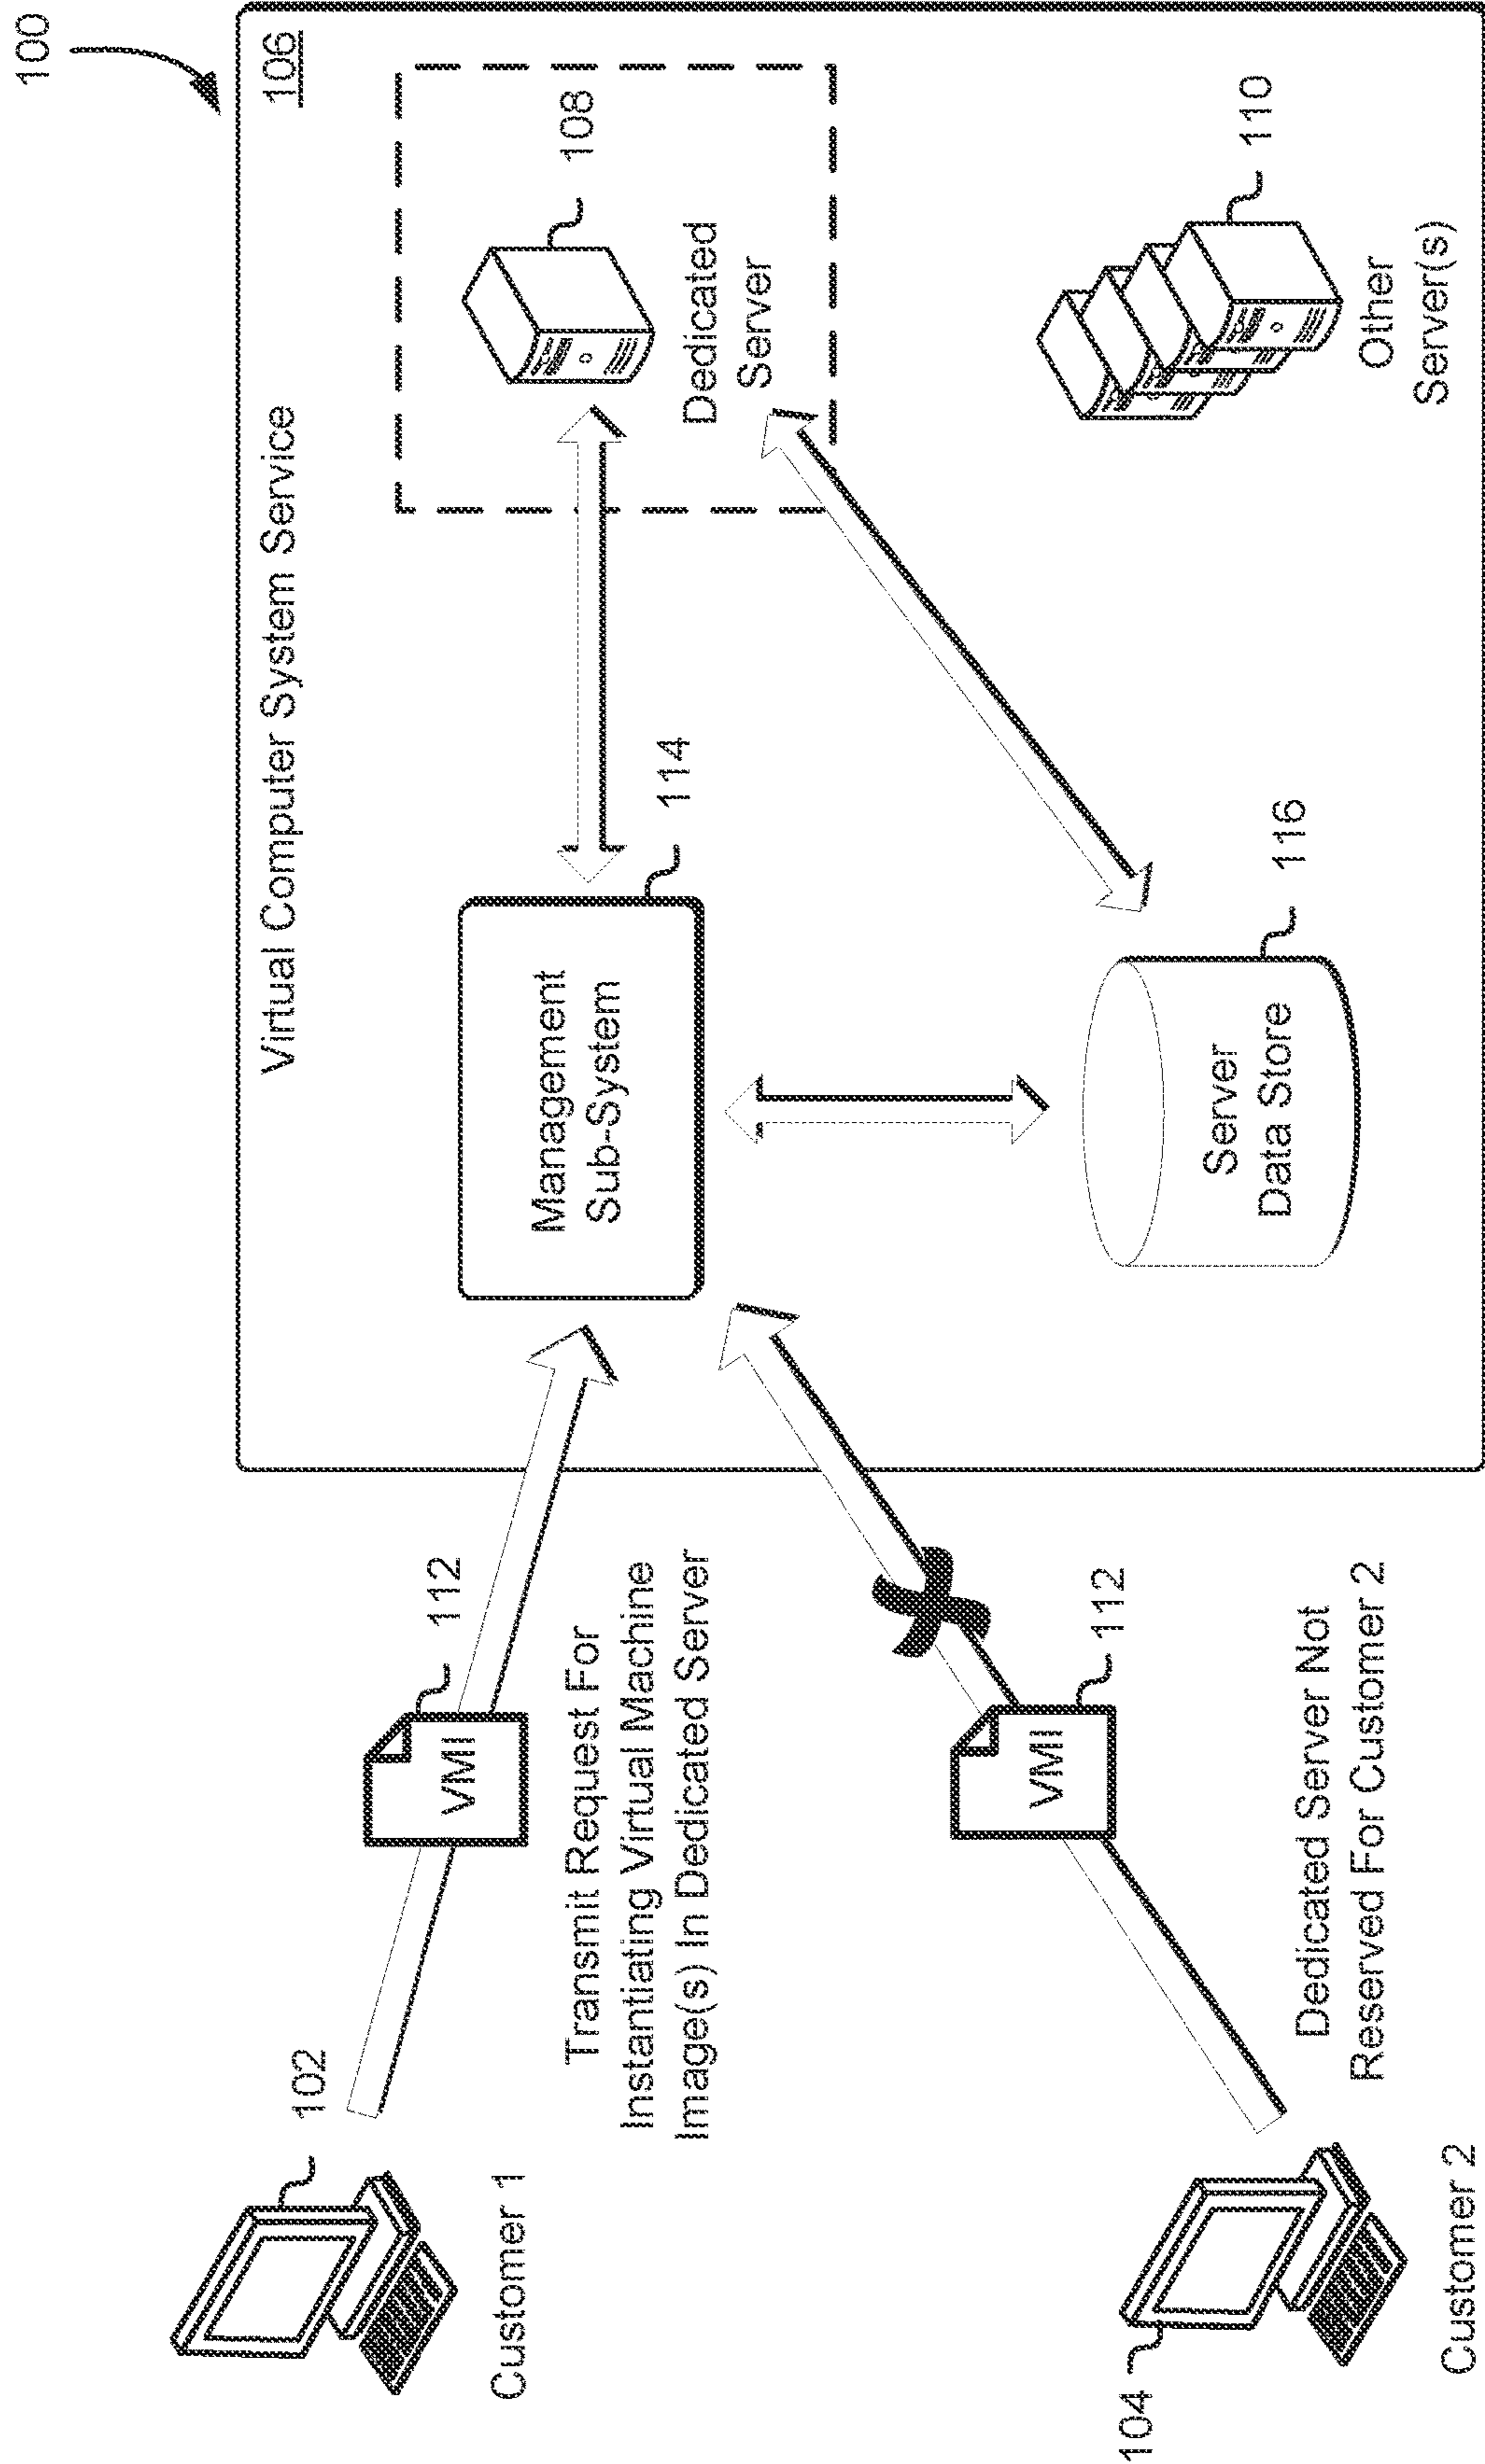 100
Virtual Computer System Service
106
102
Customer 1
112
VMI
Transmit Request For
Instantiating Virtual Machine
Image(s) In Dedicated Server
Management
Sub-System
114
108
Dedicated
Server
104
Customer 2
VMI
112
Dedicated Server Not
Reserved For Customer 2
Server
Data Store
116
110
Other
Server(s)